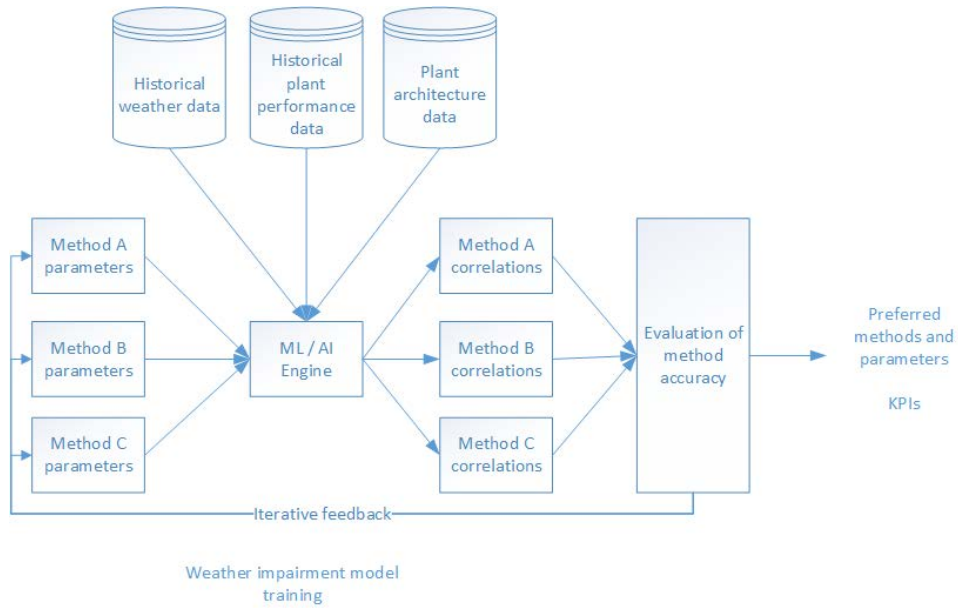 Historical
weather data
Historical
plant
performance
data
Plant
architecture
data
Method A
parameters
Method B
parameters
Method C
parameters
ML / AI
Engine
Method A
correlations
Method B
correlations
Method C
correlations
Evaluation of
method
accuracy
Preferred
methods and
parameters
KPIs
Iterative feedback
Weather impairment model
training